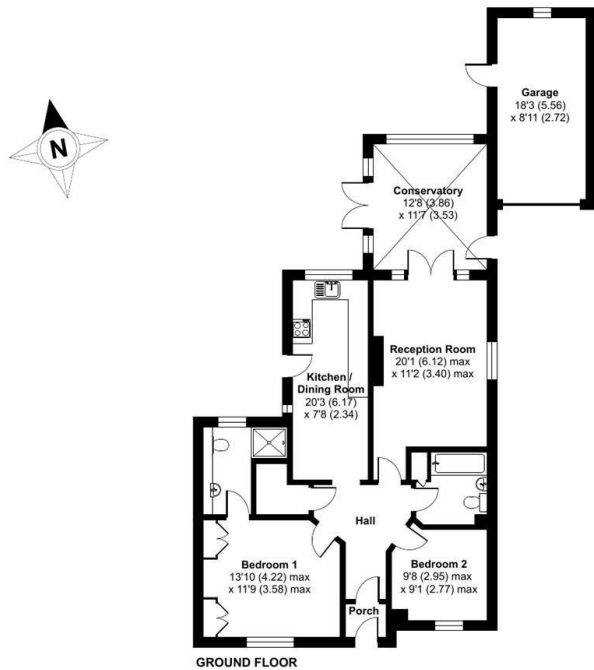 Garage
18'3 (5.56)
x 8'11 (2.72)
N
Conservatory
12'8 (3.86)
x 11'7 (3.53)
Reception Room
20'1 (6.12) max
x 11'2 (3.40) max
Kitchen /
Dining Room
20'3 (6.17)
x 7'8 (2.34)
Hall
Bedroom 1
13'10 (4.22) max
x 11'9 (3.58) max
Bedroom 2
9'8 (2.95) max
x 9'1 (2.77) max
Porch
GROUND FLOOR